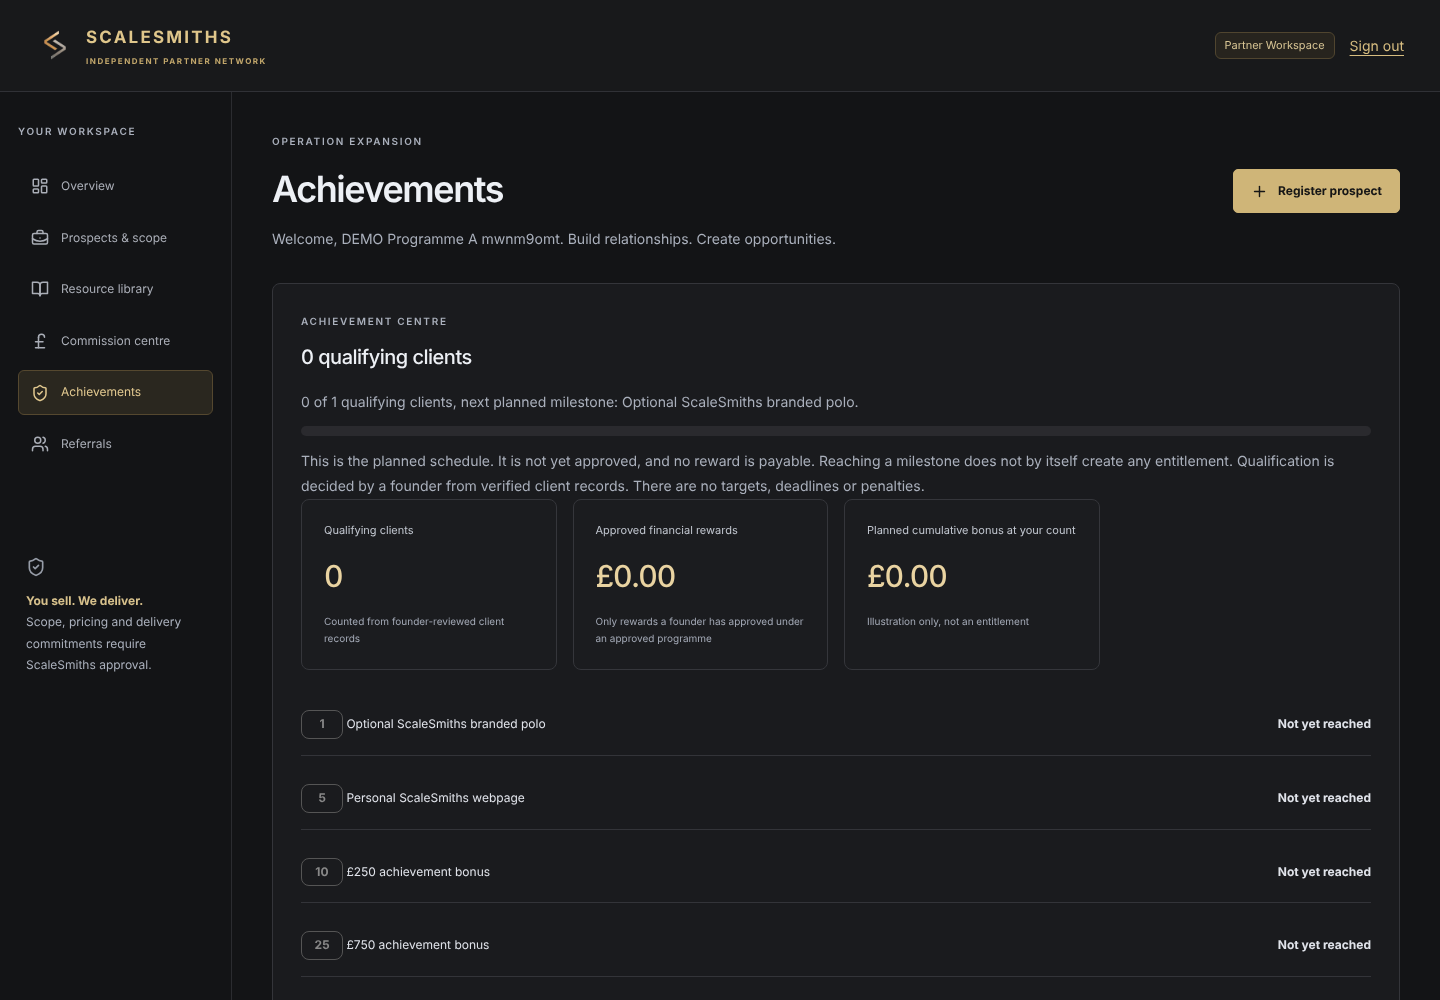 SCALESMITHS
INDEPENDENT PARTNER NETWORK
Partner Workspace
Sign out
YOUR WORKSPACE
Overview
Prospects & scope
Resource library
Commission centre
Achievements
Referrals
You sell. We deliver.
Scope, pricing and delivery
commitments require
ScaleSmiths approval.
OPERATION EXPANSION
Achievements
Register prospect
Welcome, DEMO Programme A mwnm9omt. Build relationships. Create opportunities.
ACHIEVEMENT CENTRE
0 qualifying clients
0 of 1 qualifying clients, next planned milestone: Optional ScaleSmiths branded polo.
This is the planned schedule. It is not yet approved, and no reward is payable. Reaching a milestone does not by itself create any entitlement. Qualification is
decided by a founder from verified client records. There are no targets, deadlines or penalties.
Qualifying clients
0
Counted from founder-reviewed client
records
Approved financial rewards
£0.00
Only rewards a founder has approved under
an approved programme
Planned cumulative bonus at your count
£0.00
Illustration only, not an entitlement
1 Optional ScaleSmiths branded polo Not yet reached
5 Personal ScaleSmiths webpage Not yet reached
10 £250 achievement bonus Not yet reached
25 £750 achievement bonus Not yet reached